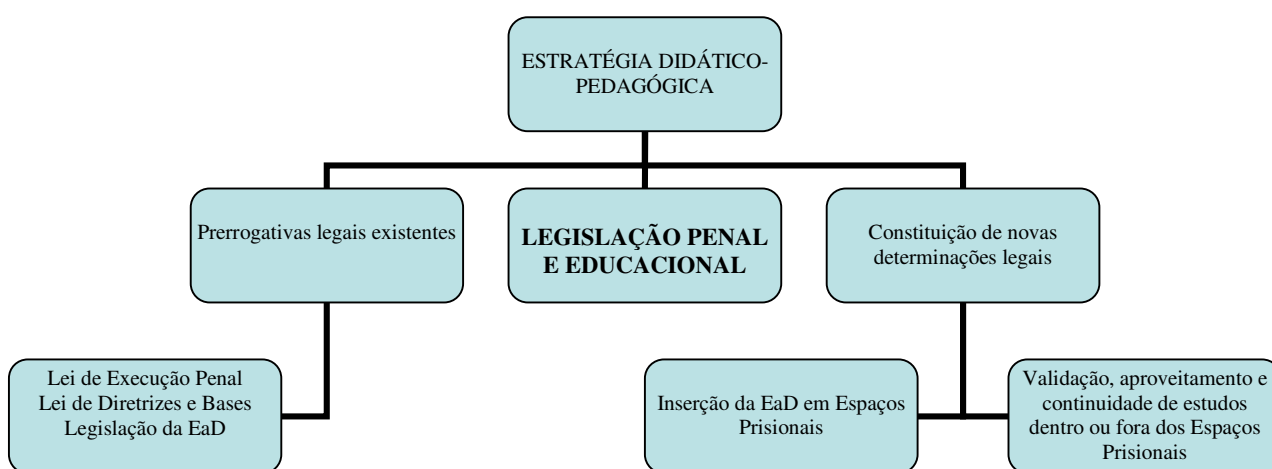 ESTRATÉGIA DIDÁTICO-
PEDAGÓGICA
Prerrogativas legais existentes
LEGISLAÇÃO PENAL
E EDUCACIONAL
Constituição de novas
determinações legais
Lei de Execução Penal
Lei de Diretrizes e Bases
Legislação da EaD
Inserção da EaD em Espaços
Prisionais
Validação, aproveitamento e
continuidade de estudos
dentro ou fora dos Espaços
Prisionais